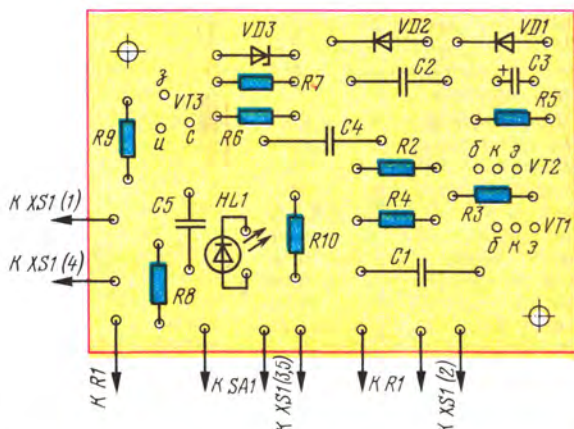 VD3
VD2
VD1
З
VT3
R7
C2
C3
+
R5
R9
и
с
R6
C4
R2
б к э
VT2
К XS1 (1)
C5
HL1
R4
R3
VT1
R10
б к э
К XS1 (4)
R8
C1
К R1
К SA1
К XS1(3,5)
К R1
К XS1 (2)